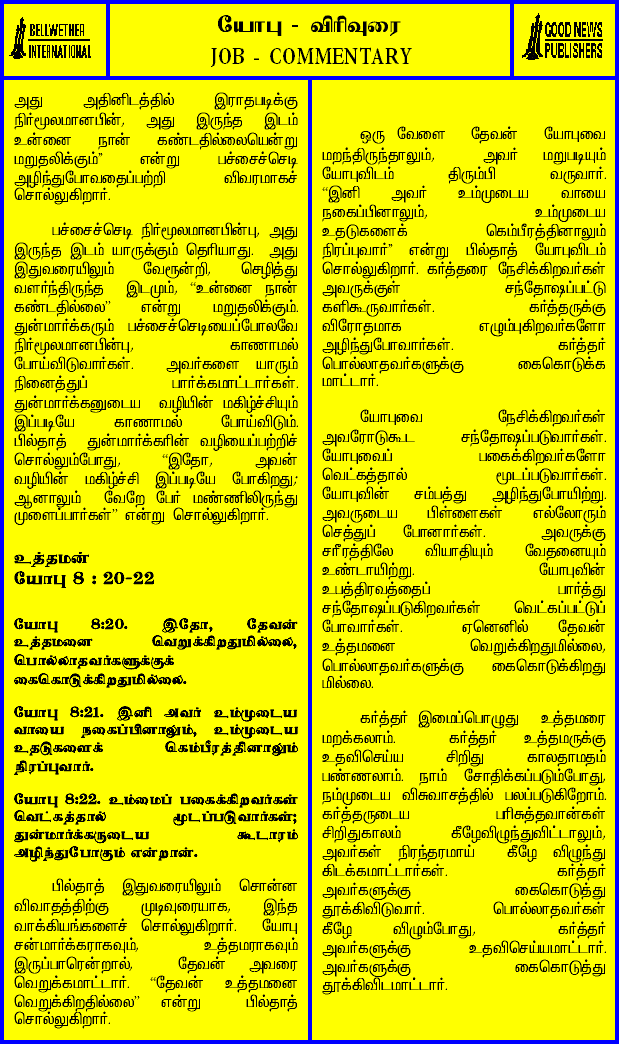 BELLWETHER
INTERNATIONAL
யோபு - விரிவுரை
JOB - COMMENTARY
GOOD NEWS
PUBLISHERS
அது அதினிடத்தில் இராதபடிக்கு
நிர்மூலமானபின், அது இருந்த இடம்
உன்னை நான் கண்டதில்லையென்று
மறுதலிக்கும்” என்று பச்சைச்செடி
அழிந்துபோவதைப்பற்றி விவரமாகச்
சொல்லுகிறார்.
பச்சைச்செடி நிர்மூலமானபின்பு, அது
இருந்த இடம் யாருக்கும் தெரியாது. அது
இதுவரையிலும் வேரூன்றி, செழித்து
வளர்ந்திருந்த இடமும், “உன்னை நான்
கண்டதில்லை” என்று மறுதலிக்கும்.
துன்மார்க்கரும் பச்சைச்செடியைப்போலவே
நிர்மூலமானபின்பு, காணாமல்
போய்விடுவார்கள். அவர்களை யாரும்
நினைத்துப் பார்க்கமாட்டார்கள்.
துன்மார்க்கனுடைய வழியின் மகிழ்ச்சியும்
இப்படியே காணாமல் போய்விடும்.
பில்தாத் துன்மார்க்கரின் வழியைப்பற்றிச்
சொல்லும்போது, “இதோ, அவன்
வழியின் மகிழ்ச்சி இப்படியே போகிறது;
ஆனாலும் வேறே பேர் மண்ணிலிருந்து
முளைப்பார்கள்” என்று சொல்லுகிறார்.
உத்தமன்
யோபு 8 : 20-22
யோபு 8:20. இதோ, தேவன்
உத்தமனை வெறுக்கிறதுமில்லை,
பொல்லாதவர்களுக்குக்
கைகொடுக்கிறதுமில்லை.
யோபு 8:21. இனி அவர் உம்முடைய
வாயை நகைப்பினாலும், உம்முடைய
உதடுகளைக் கெம்பீரத்தினாலும்
நிரப்புவார்.
யோபு 8:22. உம்மைப் பகைக்கிறவர்கள்
வெட்கத்தால் மூடப்படுவார்கள்;
துன்மார்க்கருடைய கூடாரம்
அழிந்துபோகும் என்றான்.
பில்தாத் இதுவரையிலும் சொன்ன
விவாதத்திற்கு முடிவுரையாக, இந்த
வாக்கியங்களைச் சொல்லுகிறார். யோபு
சன்மார்க்கராகவும், உத்தமராகவும்
இருப்பாரென்றால், தேவன் அவரை
வெறுக்கமாட்டார். “தேவன் உத்தமனை
வெறுக்கிறதில்லை” என்று பில்தாத்
சொல்லுகிறார்.
ஒரு வேளை தேவன் யோபுவை
மறந்திருந்தாலும், அவர் மறுபடியும்
யோபுவிடம் திரும்பி வருவார்.
“இனி அவர் உம்முடைய வாயை
நகைப்பினாலும், உம்முடைய
உதடுகளைக் கெம்பீரத்தினாலும்
நிரப்புவார்” என்று பில்தாத் யோபுவிடம்
சொல்லுகிறார். கர்த்தரை நேசிக்கிறவர்கள்
அவருக்குள் சந்தோஷப்பட்டு
களிகூருவார்கள். கர்த்தருக்கு
விரோதமாக எழும்புகிறவர்களோ
அழிந்துபோவார்கள். கர்த்தர்
பொல்லாதவர்களுக்கு கைகொடுக்க
மாட்டார்.
யோபுவை நேசிக்கிறவர்கள்
அவரோடுகூட சந்தோஷப்படுவார்கள்.
யோபுவைப் பகைக்கிறவர்களோ
வெட்கத்தால் மூடப்படுவார்கள்.
யோபுவின் சம்பத்து அழிந்துபோயிற்று.
அவருடைய பிள்ளைகள் எல்லோரும்
செத்துப் போனார்கள். அவருக்கு
சரீரத்திலே வியாதியும் வேதனையும்
உண்டாயிற்று. யோபுவின்
உபத்திரவத்தைப் பார்த்து
சந்தோஷப்படுகிறவர்கள் வெட்கப்பட்டுப்
போவார்கள். ஏனெனில் தேவன்
உத்தமனை வெறுக்கிறதுமில்லை,
பொல்லாதவர்களுக்கு கைகொடுக்கிறது
மில்லை.
கர்த்தர் இமைப்பொழுது உத்தமரை
மறக்கலாம். கர்த்தர் உத்தமருக்கு
உதவிசெய்ய சிறிது காலதாமதம்
பண்ணலாம். நாம் சோதிக்கப்படும்போது,
நம்முடைய விசுவாசத்தில் பலப்படுகிறோம்.
கர்த்தருடைய பரிசுத்தவான்கள்
சிறிதுகாலம் கீழேவிழுந்துவிட்டாலும்,
அவர்கள் நிரந்தரமாய் கீழே விழுந்து
கிடக்கமாட்டார்கள். கர்த்தர்
அவர்களுக்கு கைகொடுத்து
தூக்கிவிடுவார். பொல்லாதவர்கள்
கீழே விழும்போது, கர்த்தர்
அவர்களுக்கு உதவிசெய்யமாட்டார்.
அவர்களுக்கு கைகொடுத்து
தூக்கிவிடமாட்டார்.